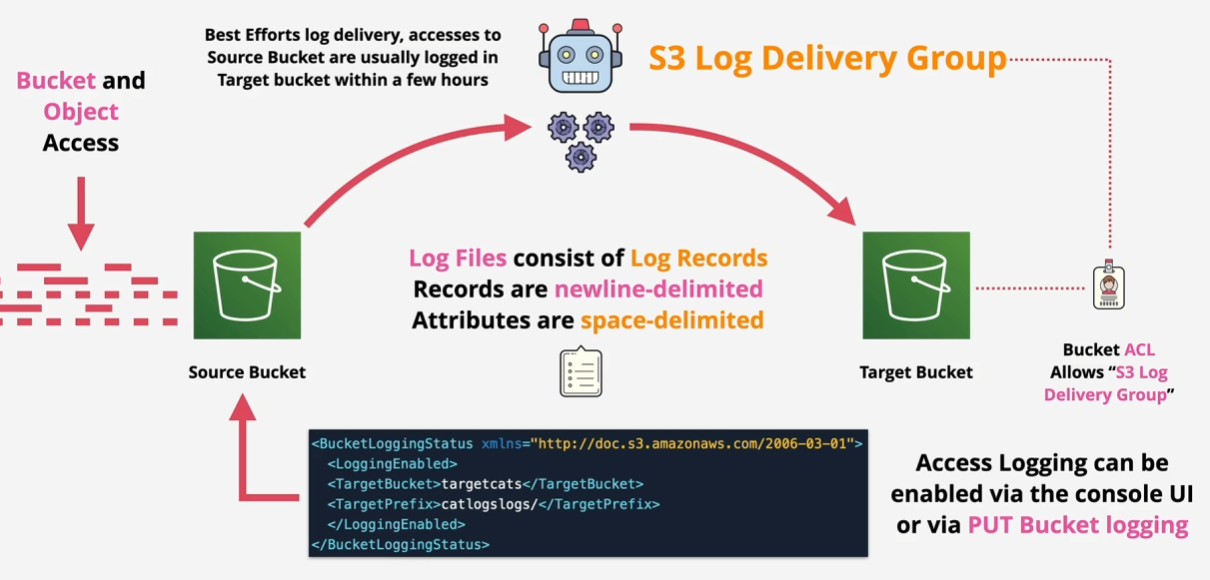 Best Efforts log delivery, accesses to
Source Bucket are usually logged in
Target bucket within a few hours
S3 Log Delivery Group
Bucket and
Object
Access
Log Files consist of Log Records
Records are newline-delimited
Attributes are space-delimited
Source Bucket
Target Bucket
Bucket ACL
Allows “S3 Log
Delivery Group”
<BucketLoggingStatus xmlns="http://doc.s3.amazonaws.com/2006-03-01">
<LoggingEnabled>
<TargetBucket>targetcats</TargetBucket>
<TargetPrefix>catlogslogs/</TargetPrefix>
</LoggingEnabled>
</BucketLoggingStatus>
Access Logging can be
enabled via the console UI
or via PUT Bucket logging